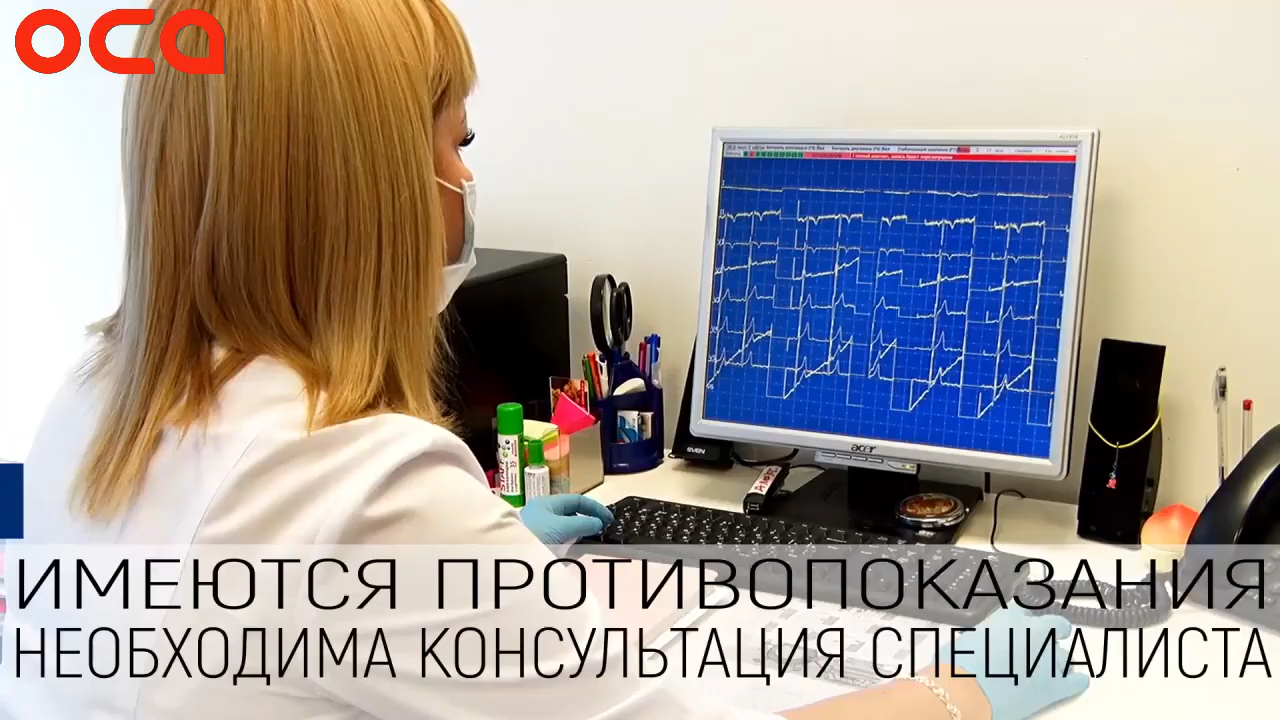 оса
acer
SVEN
ИМЕЮТСЯ ПРОТИВОПОКАЗАНИЯ
НЕОБХОДИМА КОНСУЛЬТАЦИЯ СПЕЦИАЛИСТА